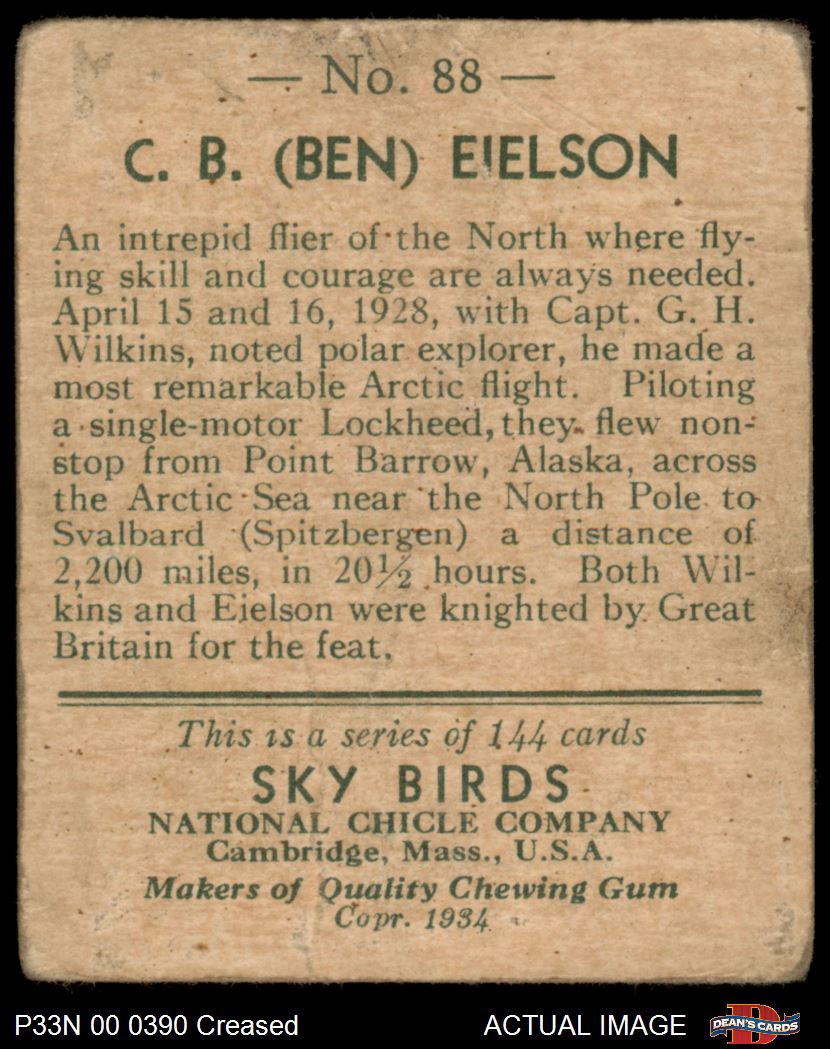 — No. 88 —
C. B. (BEN) EIELSON
An intrepid flier of the North where fly-
ing skill and courage are always needed.
April 15 and 16, 1928, with Capt. G. H.
Wilkins, noted polar explorer, he made a
most remarkable Arctic flight. Piloting
a single-motor Lockheed, they flew non-
stop from Point Barrow, Alaska, across
the Arctic Sea near the North Pole to
Svalbard (Spitzbergen) a distance of
2,200 miles, in 20½ hours. Both Wil-
kins and Eielson were knighted by Great
Britain for the feat.
This is a series of 144 cards
SKY BIRDS
NATIONAL CHICLE COMPANY
Cambridge, Mass., U.S.A.
Makers of Quality Chewing Gum
Copr. 1934
P33N 00 0390 Creased
ACTUAL IMAGE
D
DEAN'S CARDS